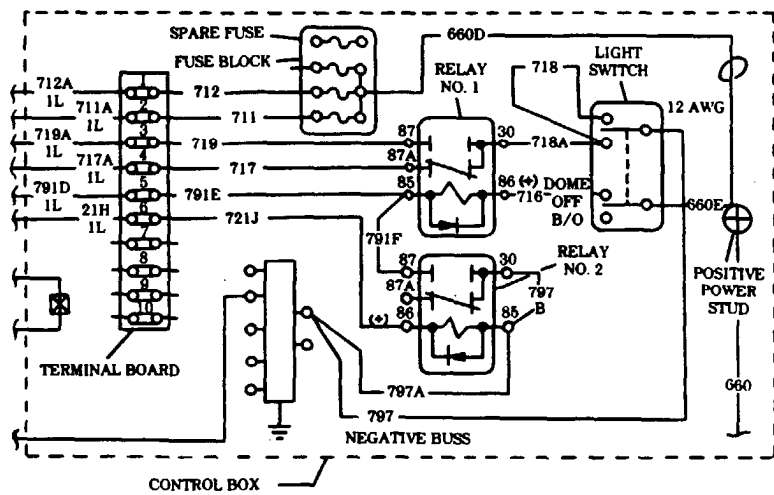 SPARE FUSE
660D
FUSE BLOCK
LIGHT
SWITCH
RELAY
NO. 1
718
12 AWG
712A
1L
1
712
711A
1L
2
711
719A
1L
3
719
87
30
718A
717A
1L
4
717
87A
791D
1L
5
791E
85
86 (+)
716
DOME
OFF
B/O
660E
21H
1L
6
721J
7
791F
87
30
RELAY
NO. 2
8
87A
797
B
POSITIVE
POWER
STUD
9
10
(+)
86
85
TERMINAL BOARD
797A
660
797
NEGATIVE BUSS
CONTROL BOX